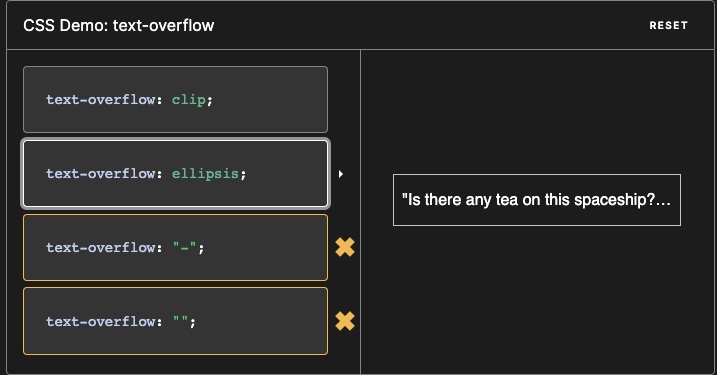 CSS Demo: text-overflow
RESET
text-overflow: clip;
text-overflow: ellipsis;
text-overflow: "-";
text-overflow: "";
"Is there any tea on this spaceship?…